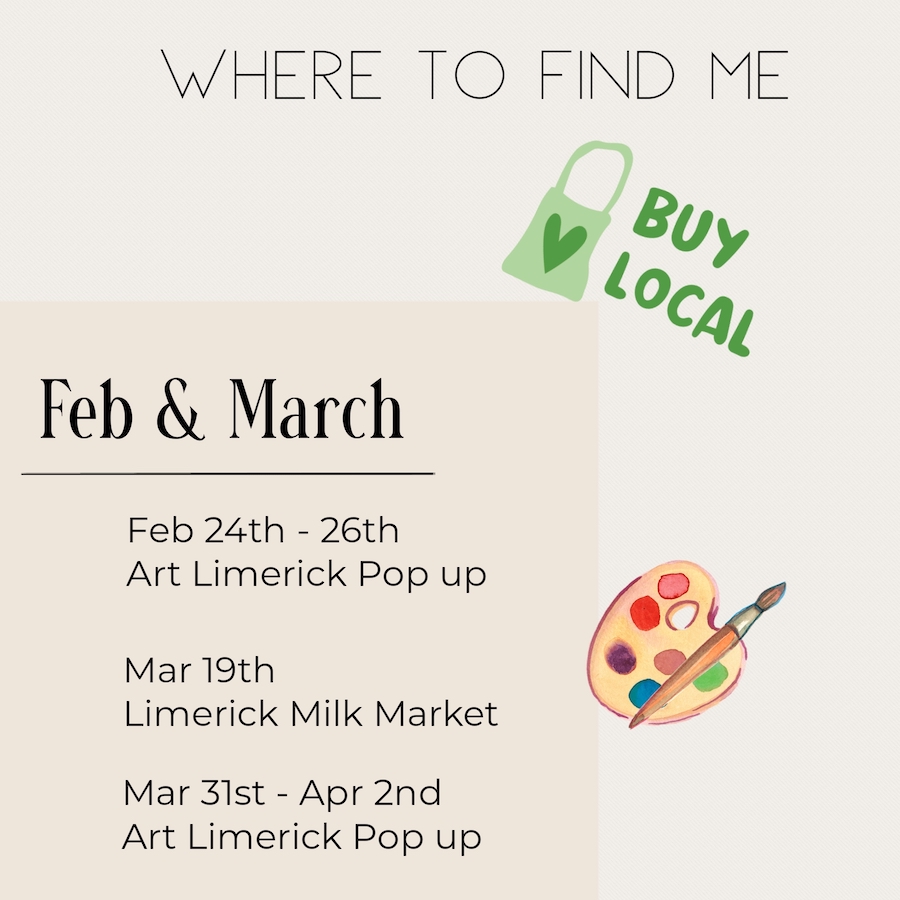 WHERE TO FIND ME
BUY
LOCAL
Feb & March
Feb 24th - 26th
Art Limerick Pop up
Mar 19th
Limerick Milk Market
Mar 31st - Apr 2nd
Art Limerick Pop up